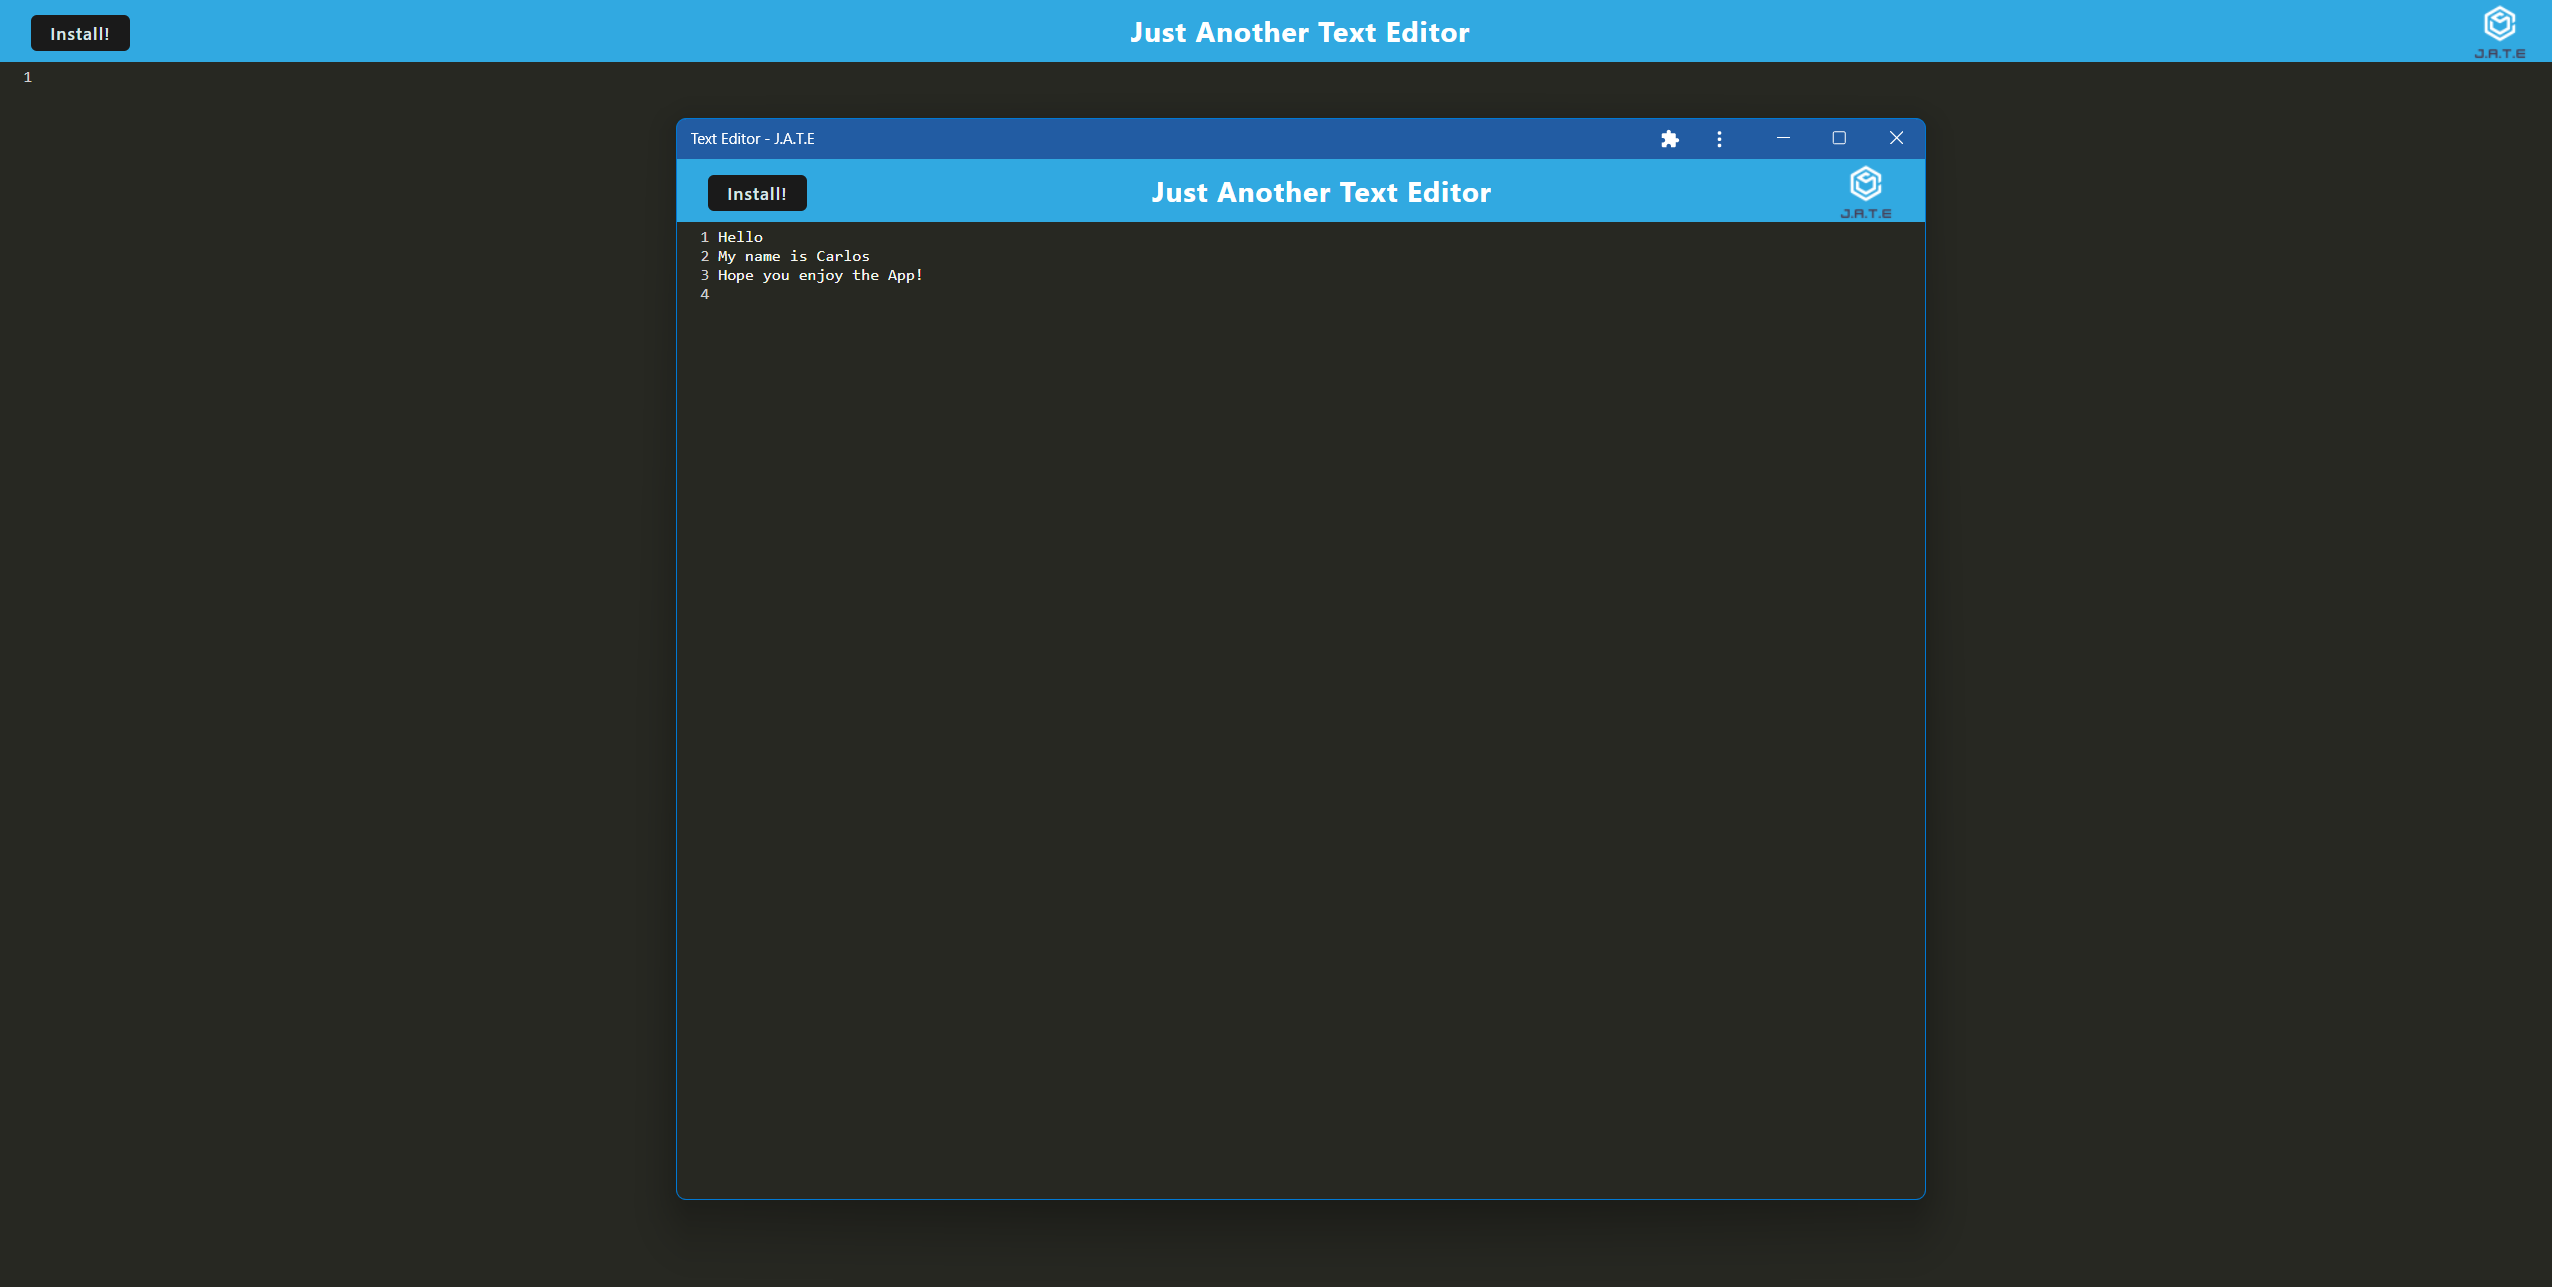 Install!
Just Another Text Editor
J.A.T.E
1
Text Editor - J.A.T.E
Install!
Just Another Text Editor
J.A.T.E
1 Hello
2 My name is Carlos
3 Hope you enjoy the App!
4